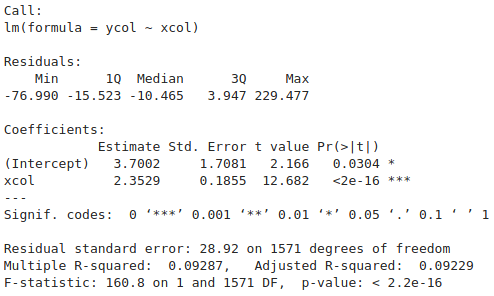 Call:
lm(formula = ycol ~ xcol)
Residuals:
    Min      1Q  Median      3Q     Max
-76.990 -15.523 -10.465   3.947 229.477
Coefficients:
            Estimate Std. Error t value Pr(>|t|)
(Intercept)   3.7002     1.7081   2.166   0.0304 *
xcol          2.3529     0.1855  12.682   <2e-16 ***
---
Signif. codes:  0 ‘***’ 0.001 ‘**’ 0.01 ‘*’ 0.05 ‘.’ 0.1 ‘ ’ 1
Residual standard error: 28.92 on 1571 degrees of freedom
Multiple R-squared:  0.09287,   Adjusted R-squared:  0.09229
F-statistic: 160.8 on 1 and 1571 DF,  p-value: < 2.2e-16